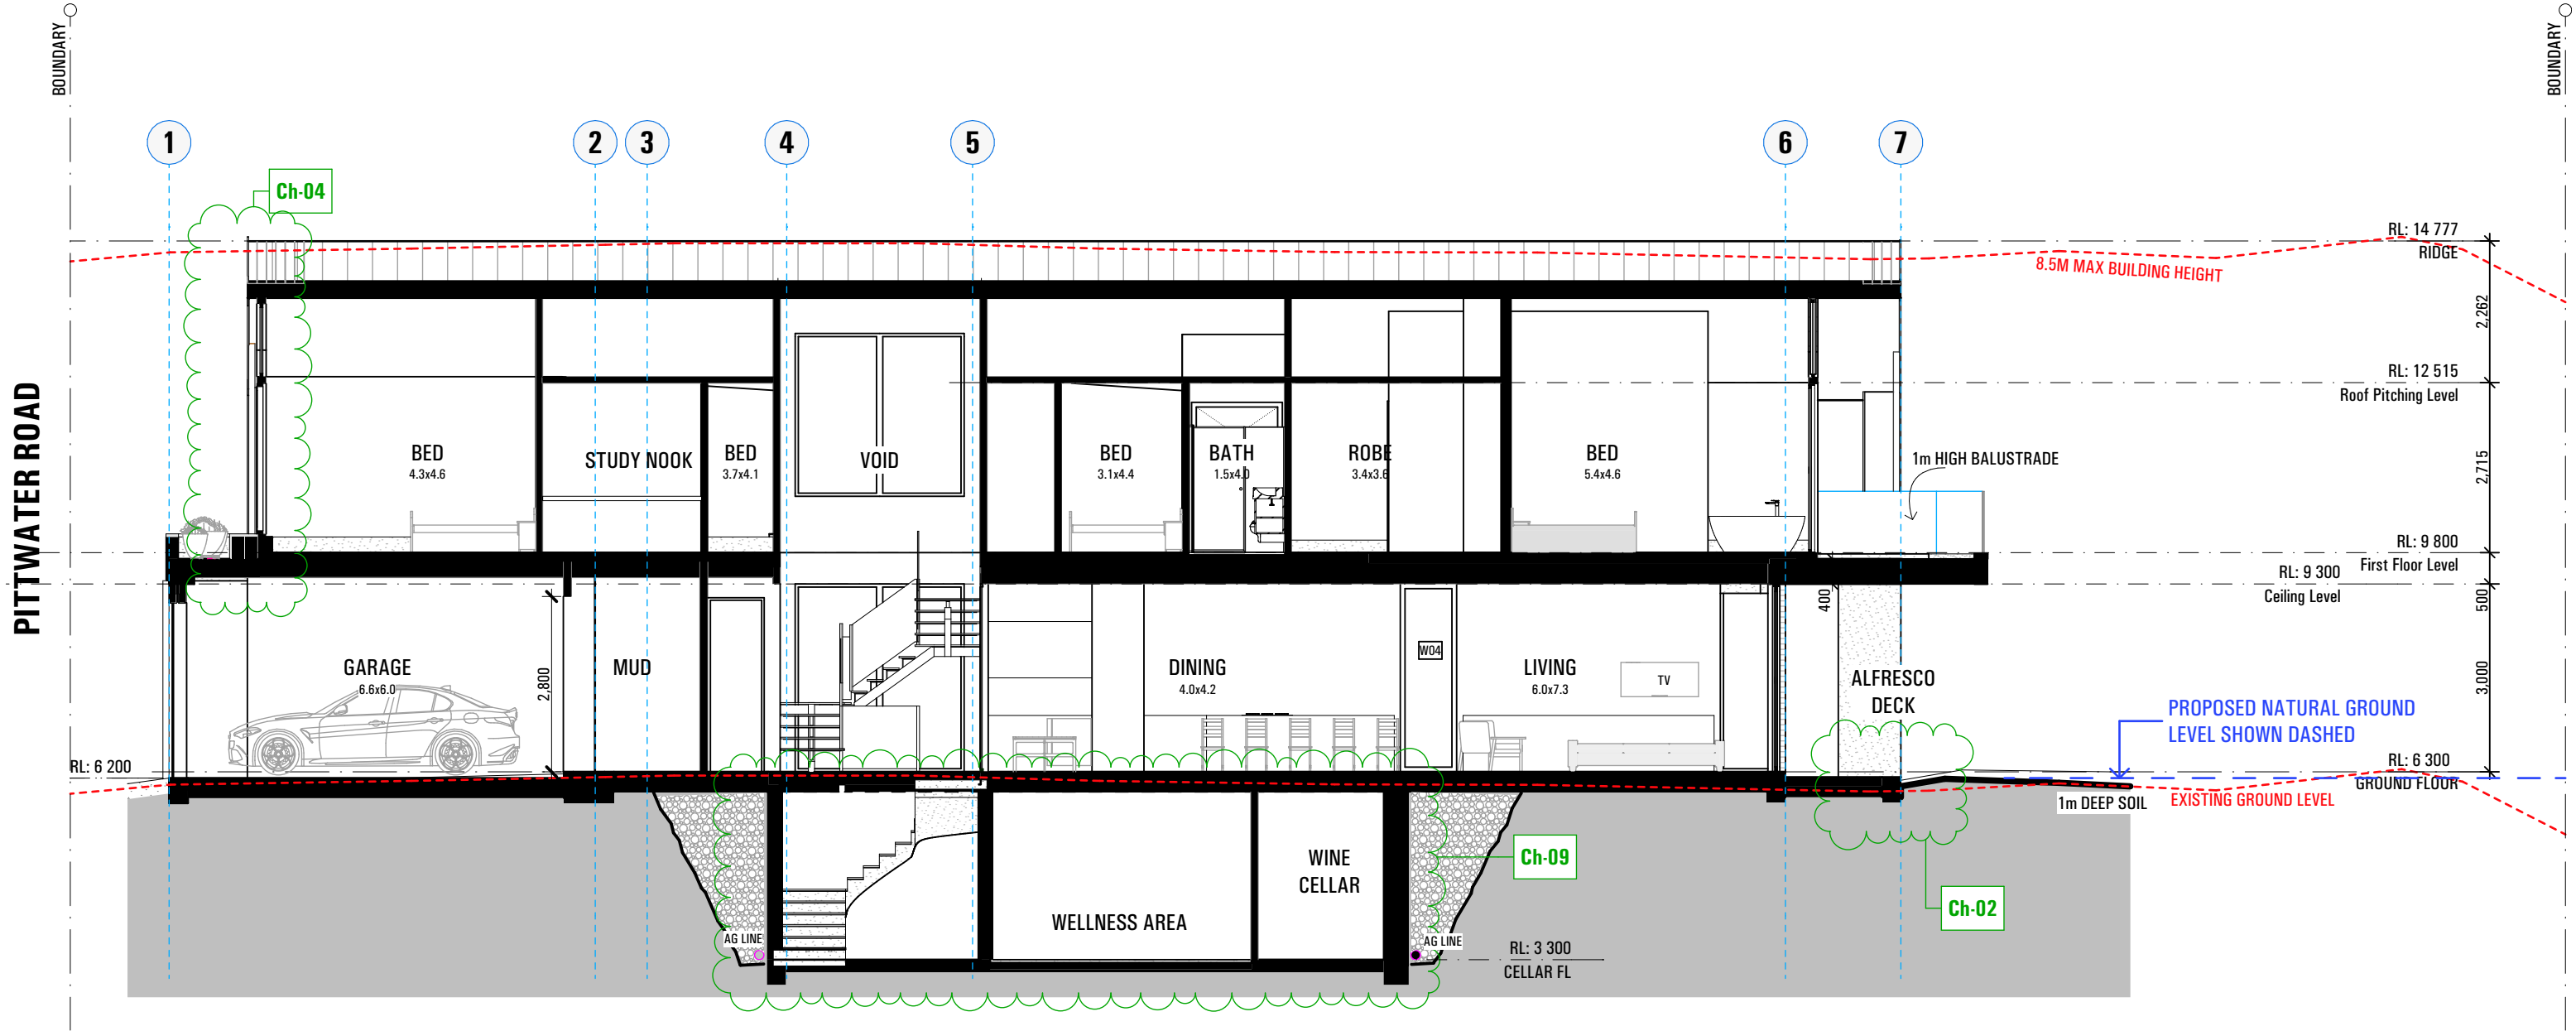 BOUNDARY
BOUNDARY
1
2
3
4
5
6
7
Ch-04
RL: 14 777
RIDGE
8.5M MAX BUILDING HEIGHT
2,262
RL: 12 515
Roof Pitching Level
PITTWATER ROAD
BED
4.3x4.6
STUDY NOOK
BED
3.7x4.1
VOID
BED
3.1x4.4
BATH
1.5x4.0
ROBE
3.4x3.6
BED
5.4x4.6
1m HIGH BALUSTRADE
2,715
RL: 9 800
First Floor Level
RL: 9 300
Ceiling Level
400
500
GARAGE
6.6x6.0
2,800
MUD
DINING
4.0x4.2
W04
LIVING
6.0x7.3
TV
ALFRESCO
DECK
3,000
PROPOSED NATURAL GROUND
LEVEL SHOWN DASHED
RL: 6 200
RL: 6 300
GROUND FLOOR
1m DEEP SOIL
EXISTING GROUND LEVEL
WINE
CELLAR
Ch-09
WELLNESS AREA
Ch-02
AG LINE
AG LINE
RL: 3 300
CELLAR FL